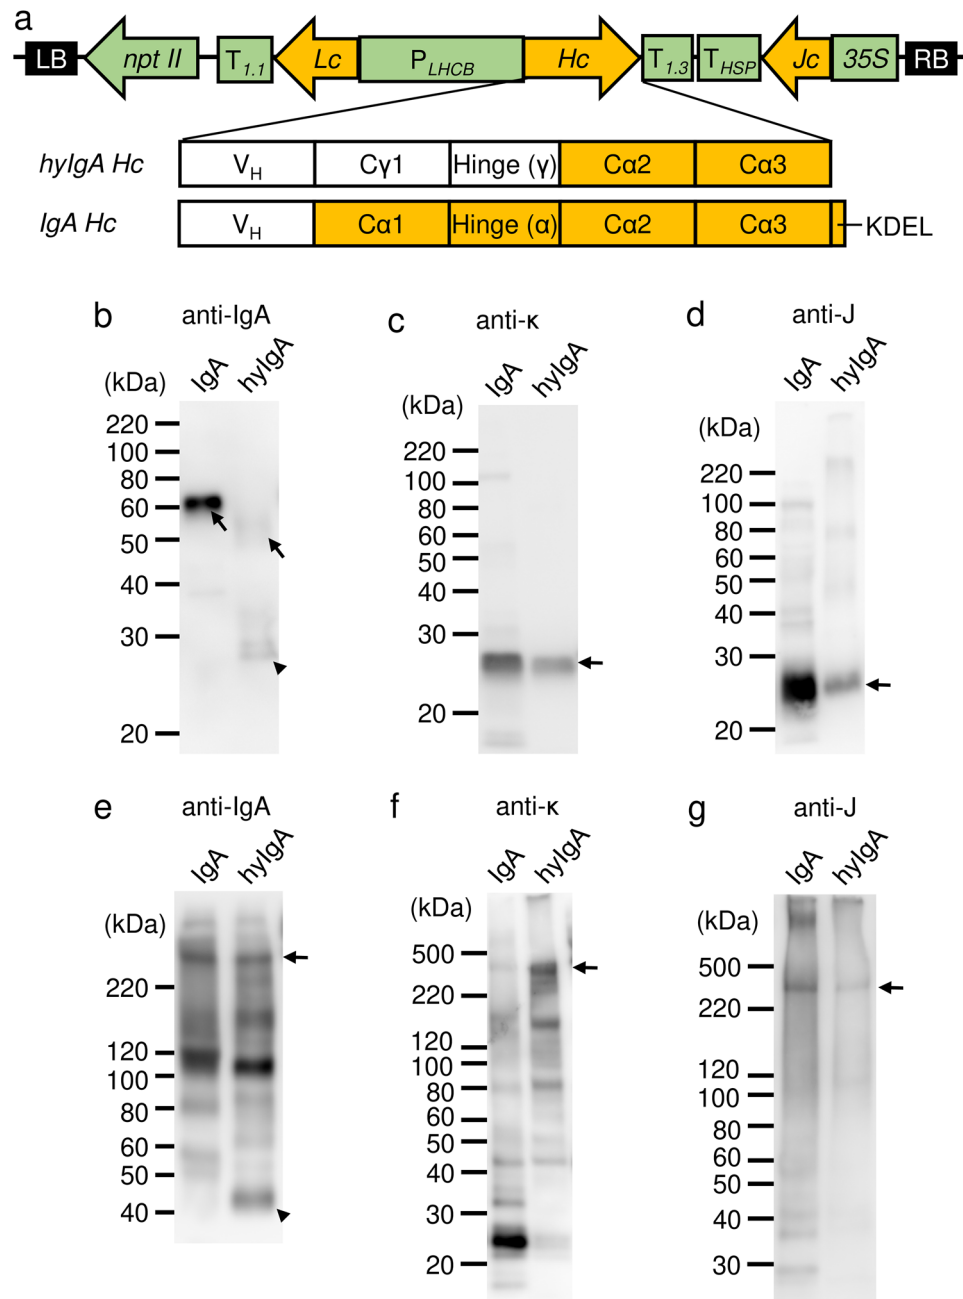 a
LB npt II T1.1 Lc PLHCB Hc T1.3 THSP Jc 35S RB
hyIgA Hc VH Cγ1 Hinge (γ) Cα2 Cα3
IgA Hc VH Cα1 Hinge (α) Cα2 Cα3 KDEL
b anti-IgA
IgA hyIgA
(kDa)
220
100
80
60
50
40
30
20
c anti-κ
IgA hyIgA
(kDa)
220
100
80
60
50
40
30
20
d anti-J
IgA hyIgA
(kDa)
220
100
80
60
50
40
30
20
e anti-IgA
IgA hyIgA
(kDa)
220
120
100
80
60
50
40
f anti-κ
IgA hyIgA
(kDa)
500
220
120
100
80
60
50
40
30
20
g anti-J
IgA hyIgA
(kDa)
500
220
120
100
80
60
50
40
30